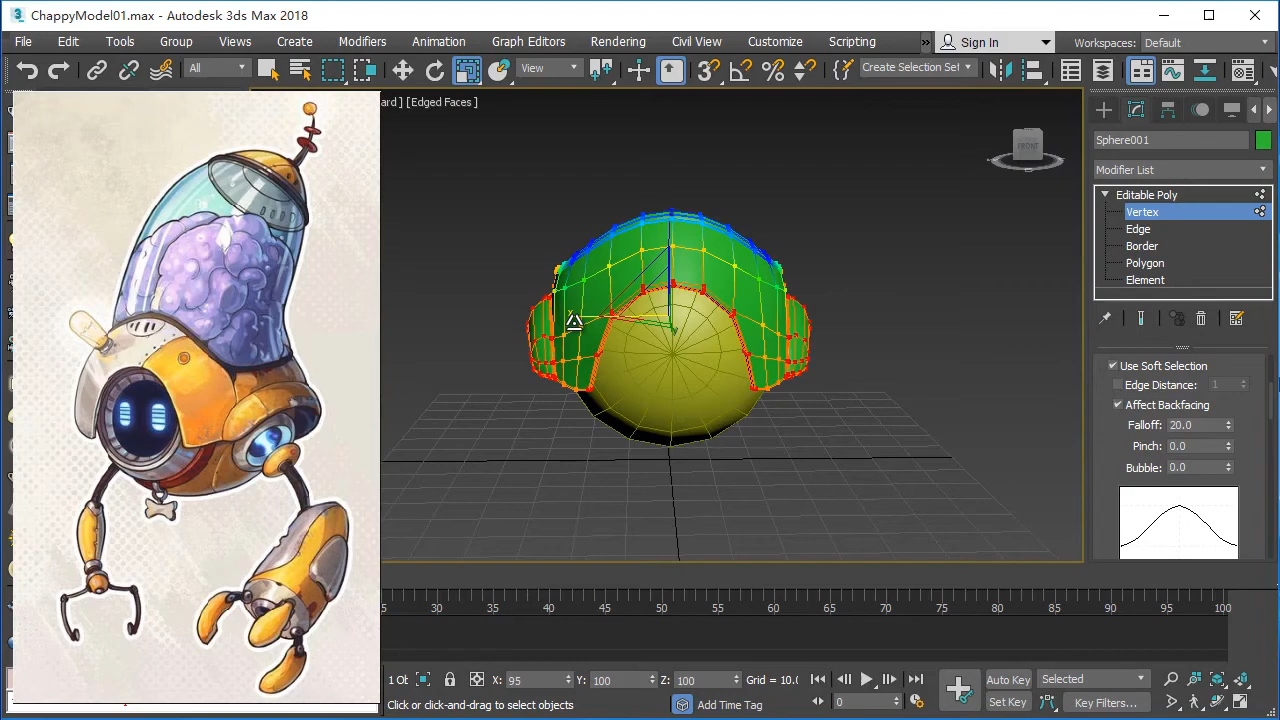 ChappyModel01.max - Autodesk 3ds Max 2018
File Edit Tools Group Views Create Modifiers Animation Graph Editors Rendering Civil View Customize Scripting » Sign In Workspaces: Default
All View Create Selection Set
ard ] [Edged Faces ]
FRONT
Sphere001
Modifier List
Editable Poly
Vertex
Edge
Border
Polygon
Element
Use Soft Selection
Edge Distance: 1
Affect Backfacing
Falloff: 20.0
Pinch: 0.0
Bubble: 0.0
25 30 35 40 45 50 55 60 65 70 75 80 85 90 95 100
1 Ob X: 95 Y: 100 Z: 100 Grid = 10.0 Auto Key Selected
Click or click-and-drag to select objects Add Time Tag 0 Set Key Key Filters...